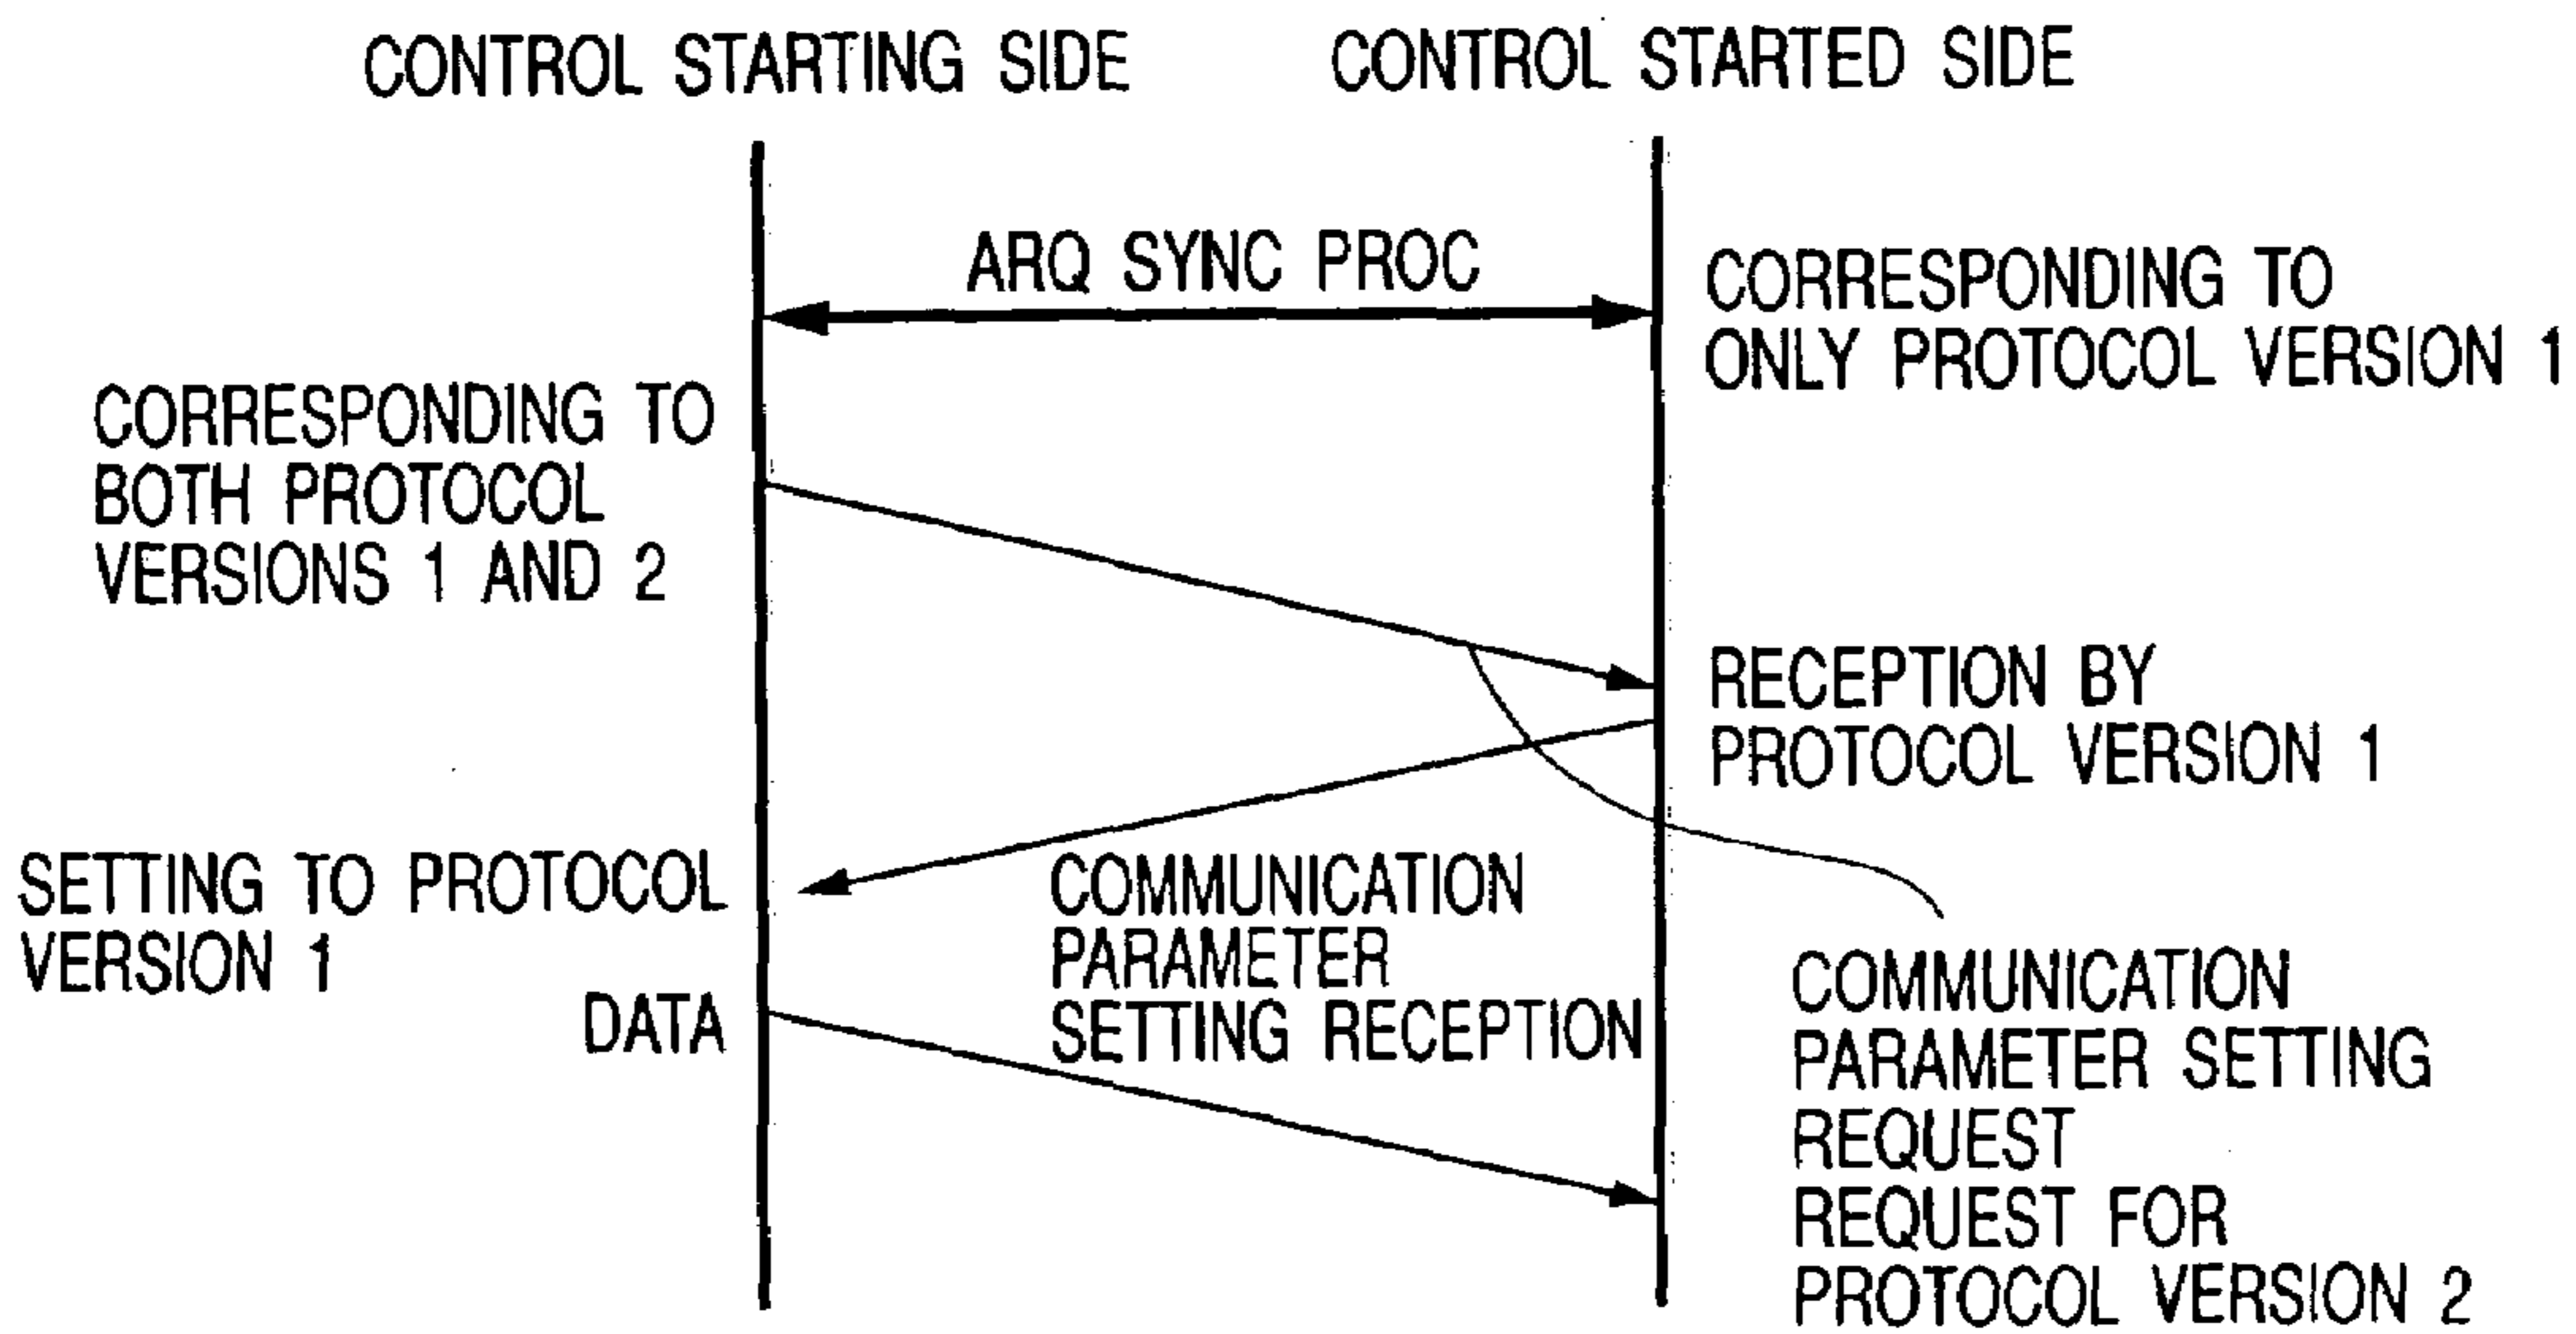 CONTROL STARTING SIDE
CONTROL STARTED SIDE
ARQ SYNC PROC
CORRESPONDING TO
ONLY PROTOCOL VERSION 1
CORRESPONDING TO
BOTH PROTOCOL
VERSIONS 1 AND 2
RECEPTION BY
PROTOCOL VERSION 1
SETTING TO PROTOCOL
VERSION 1
COMMUNICATION
PARAMETER
SETTING RECEPTION
DATA
COMMUNICATION
PARAMETER SETTING
REQUEST
REQUEST FOR
PROTOCOL VERSION 2